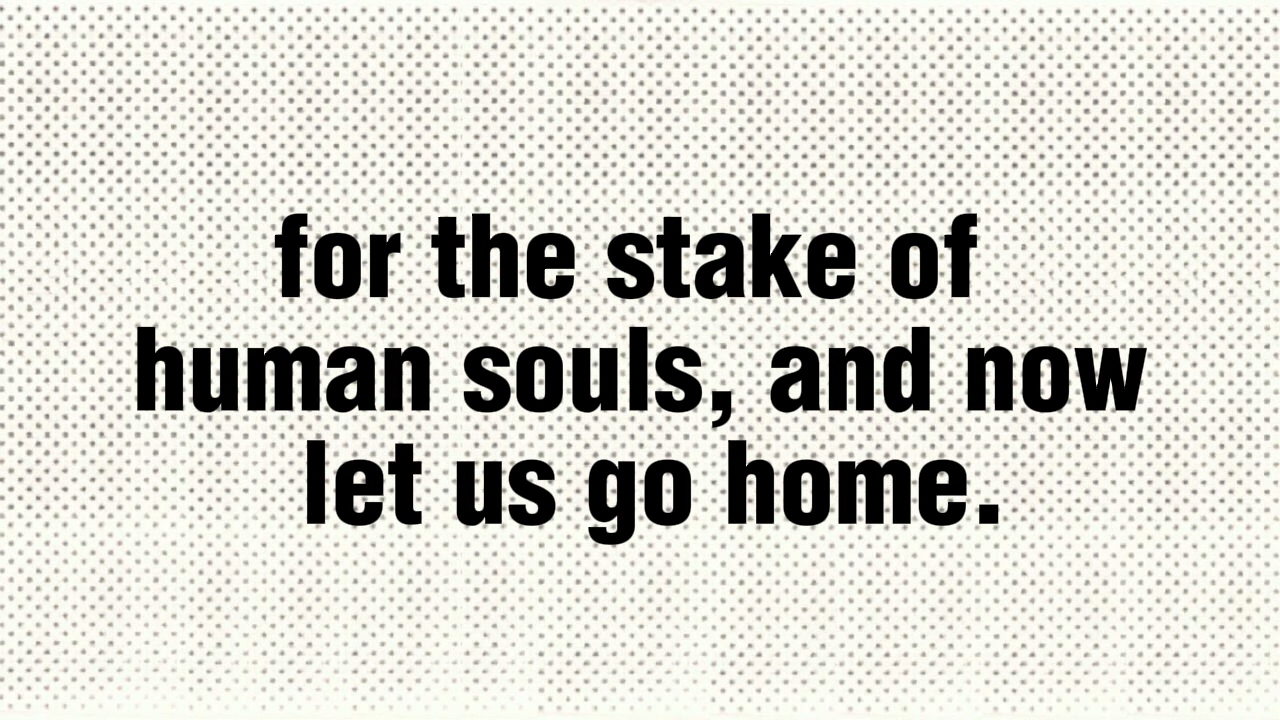 for the stake of
human souls, and now
let us go home.